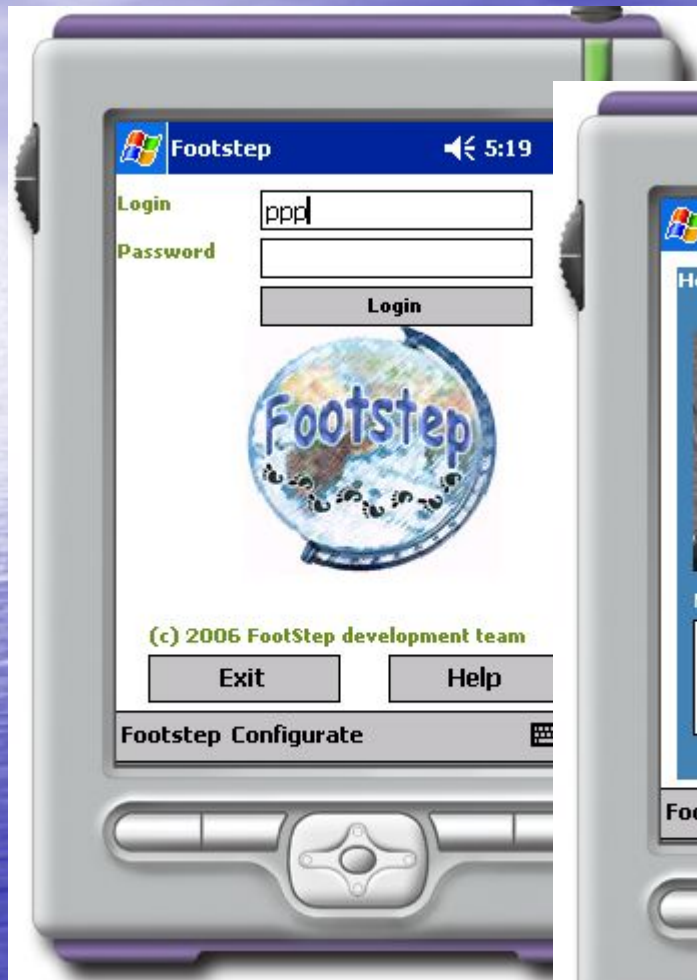 Footstep 5:19
Login ppp
Password
Login
Footstep
(c) 2006 FootStep development team
Exit Help
Footstep Configurate